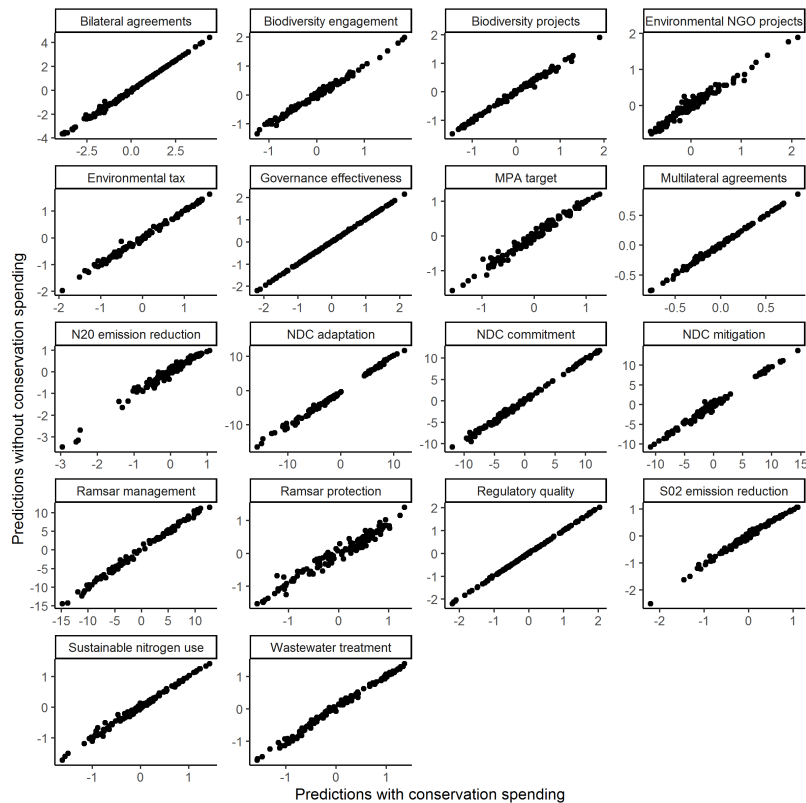 Bilateral agreements Biodiversity engagement Biodiversity projects Environmental NGO projects
4
2
0
-2
-4
-2.5 0.0 2.5
2
1
0
-1
-1 0 1
2
1
0
-1
-1 0 1 2
2
1
0
0 1 2
Environmental tax Governance effectiveness MPA target Multilateral agreements
1
0
-1
-2
-2 -1 0 1
2
1
0
-1
-2
-2 -1 0 1 2
1
0
-1
-1 0 1
0.5
0.0
-0.5
-0.5 0.0 0.5
N20 emission reduction NDC adaptation NDC commitment NDC mitigation
1
0
-1
-2
-3
-3 -2 -1 0 1
10
0
-10
-10 0 10
10
5
0
-5
-10
-10 -5 0 5 10
10
5
0
-5
-10
-10 -5 0 5 10 15
Ramsar management Ramsar protection Regulatory quality S02 emission reduction
10
5
0
-5
-10
-15
-15 -10 -5 0 5 10
1
0
-1
-1 0 1
2
1
0
-1
-2
-2 -1 0 1 2
1
0
-1
-2
-2 -1 0 1
Sustainable nitrogen use Wastewater treatment
1
0
-1
-1 0 1
1
0
-1
-1 0 1
Predictions without conservation spending
Predictions with conservation spending